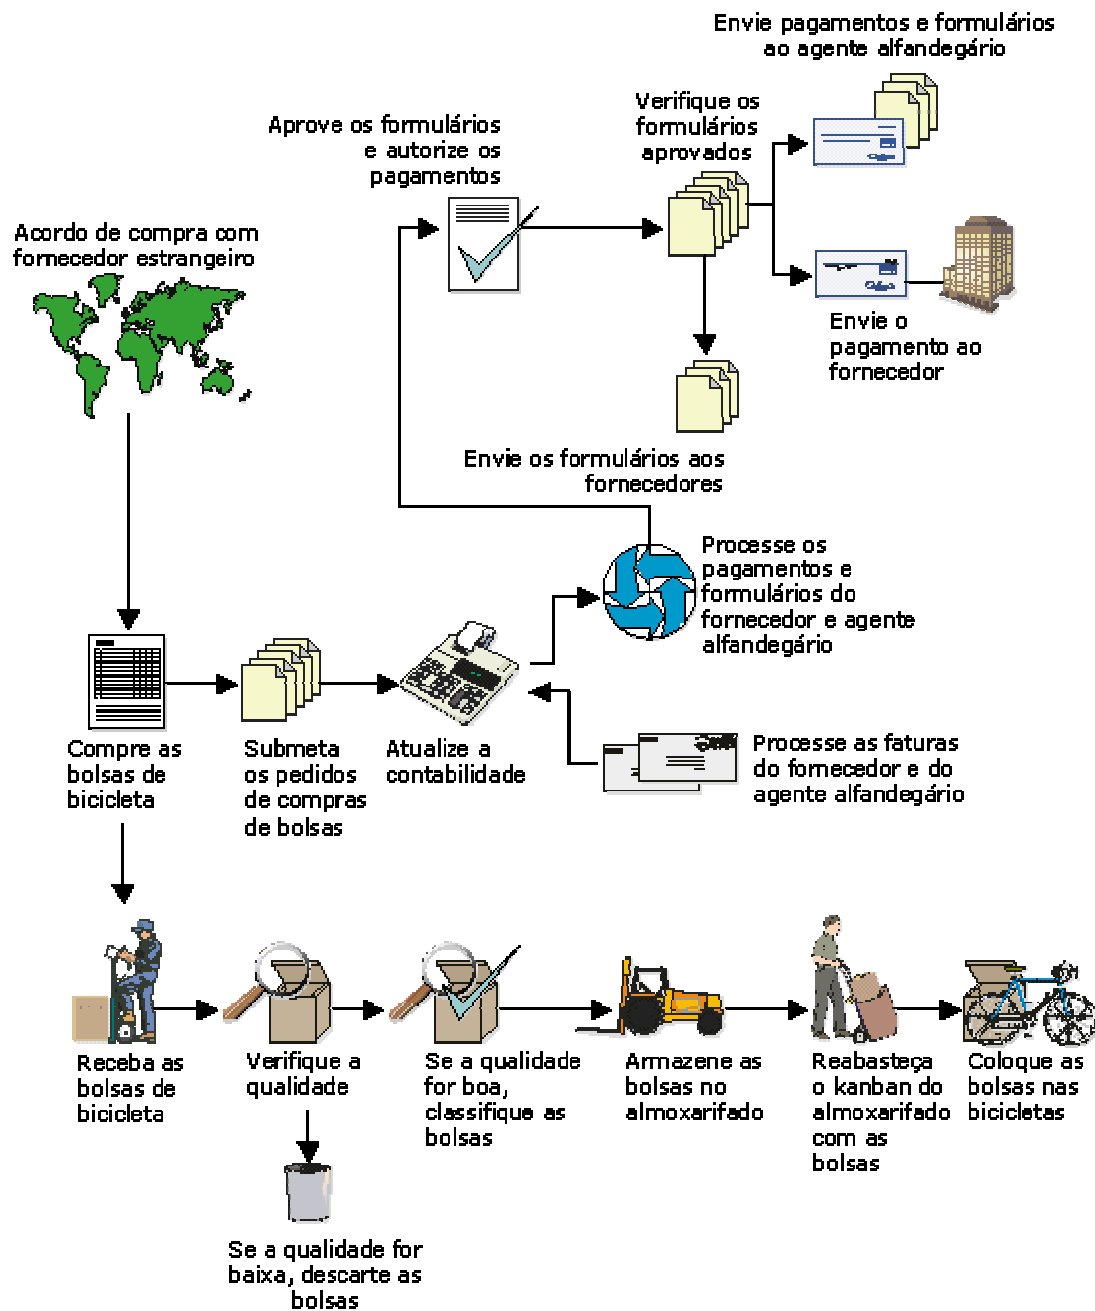 Envie pagamentos e formulários
ao agente alfandegário
Verifique os
formulários
aprovados
Aprove os formulários
e autorize os
pagamentos
Acordo de compra com
fornecedor estrangeiro
Envie o
pagamento ao
fornecedor
Envie os formulários aos
fornecedores
Processe os
pagamentos e
formulários do
fornecedor e agente
alfandegário
Compre as
bolsas de
bicicleta
Submeta
os pedidos
de compras
de bolsas
Atualize a
contabilidade
Processe as faturas
do fornecedor e do
agente alfandegário
Receba as
bolsas de
bicicleta
Verifique a
qualidade
Se a qualidade
for boa,
classifique as
bolsas
Armazene as
bolsas no
almoxarifado
Reabasteça
o kanban do
almoxarifado
com as
bolsas
Coloque as
bolsas nas
bicicletas
Se a qualidade for
baixa, descarte as
bolsas